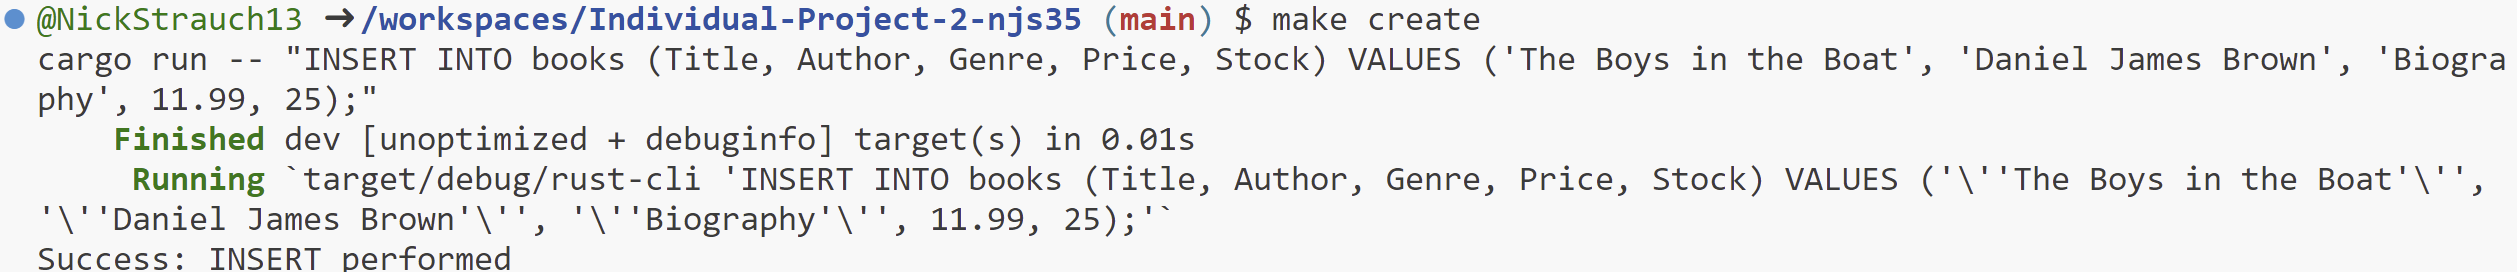 @NickStrauch13 ➜/workspaces/Individual-Project-2-njs35 (main) $ make create
cargo run -- "INSERT INTO books (Title, Author, Genre, Price, Stock) VALUES ('The Boys in the Boat', 'Daniel James Brown', 'Biogra
phy', 11.99, 25);"
    Finished dev [unoptimized + debuginfo] target(s) in 0.01s
     Running `target/debug/rust-cli 'INSERT INTO books (Title, Author, Genre, Price, Stock) VALUES ('\''The Boys in the Boat'\'',
'\''Daniel James Brown'\'', '\''Biography'\'', 11.99, 25);'`
Success: INSERT performed